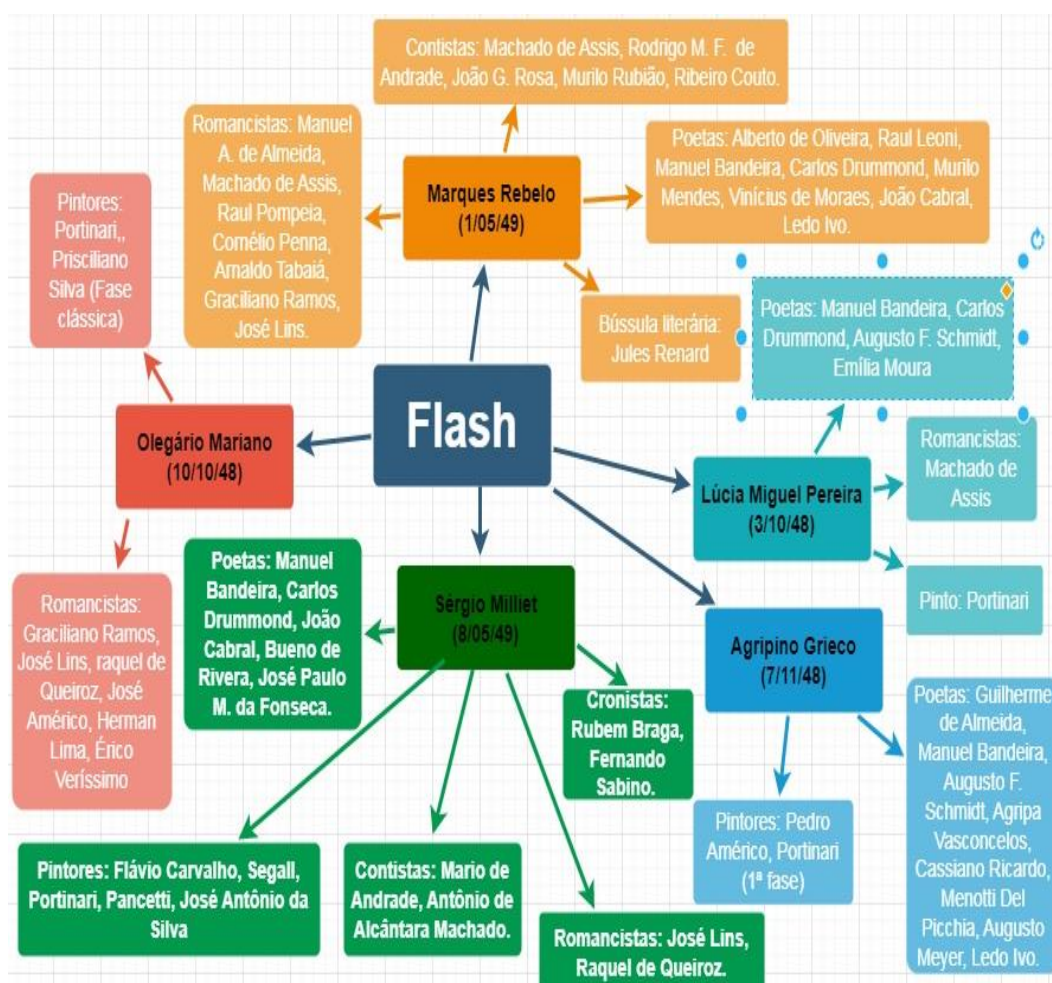 Contistas: Machado de Assis, Rodrigo M. F. de
Andrade, João G. Rosa, Murilo Rubião, Ribeiro Couto.
Romancistas: Manuel
A. de Almeida,
Machado de Assis,
Raul Pompeia,
Cornélio Penna,
Arnaldo Tabaiá,
Graciliano Ramos,
José Lins.
Marques Rebelo
(1/05/49)
Poetas: Alberto de Oliveira, Raul Leoni,
Manuel Bandeira, Carlos Drummond, Murilo
Mendes, Vinícius de Moraes, João Cabral,
Ledo Ivo.
Bússula literária:
Jules Renard
Pintores:
Portinari,,
Prisciliano
Silva (Fase
clássica)
Poetas: Manuel Bandeira, Carlos
Drummond, Augusto F. Schmidt,
Emília Moura
Flash
Olegário Mariano
(10/10/48)
Lúcia Miguel Pereira
(3/10/48)
Romancistas:
Machado de
Assis
Pinto: Portinari
Romancistas:
Graciliano Ramos,
José Lins, raquel de
Queiroz, José
Américo, Herman
Lima, Érico
Veríssimo
Poetas: Manuel
Bandeira, Carlos
Drummond, João
Cabral, Bueno de
Rivera, José Paulo
M. da Fonseca.
Sérgio Milliet
(8/05/49)
Cronistas:
Rubem Braga,
Fernando
Sabino.
Agripino Grieco
(7/11/48)
Pintores: Pedro
Américo, Portinari
(1ª fase)
Poetas: Guilherme
de Almeida,
Manuel Bandeira,
Augusto F.
Schmidt, Agripa
Vasconcelos,
Cassiano Ricardo,
Menotti Del
Picchia, Augusto
Meyer, Ledo Ivo.
Pintores: Flávio Carvalho, Segall,
Portinari, Pancetti, José Antônio da
Silva
Contistas: Mario de
Andrade, Antônio de
Alcântara Machado.
Romancistas: José Lins,
Raquel de Queiroz.